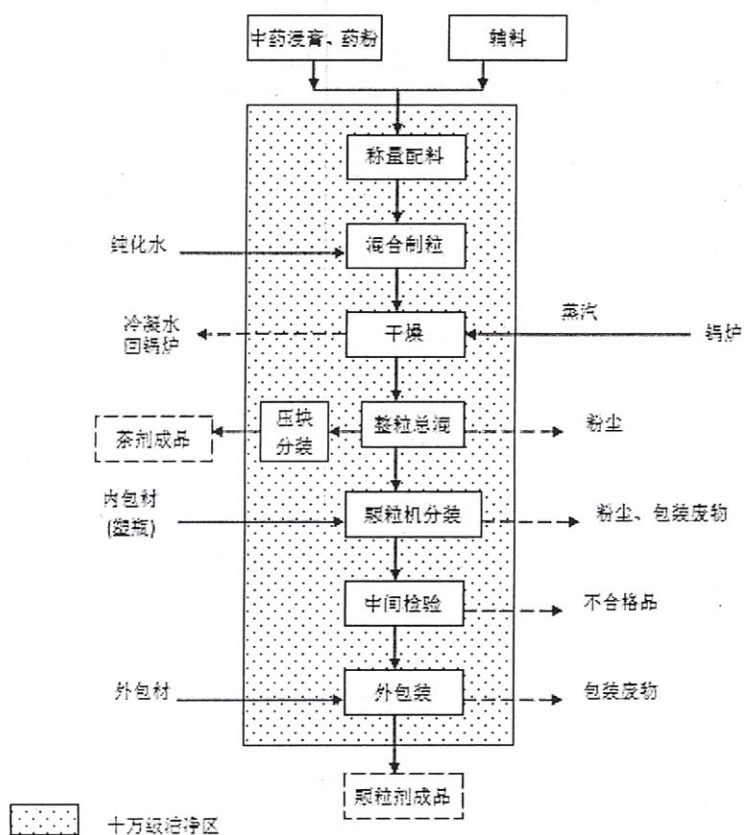 中药浸膏、药粉
辅料
称量配料
纯化水
混合制粒
蒸汽
冷凝水
回锅炉
干燥
锅炉
茶剂成品
压块
分装
整粒总混
粉尘
内包材
(塑瓶)
颗粒机分装
粉尘、包装废物
中间检验
不合格品
外包材
外包装
包装废物
颗粒剂成品
十万级洁净区